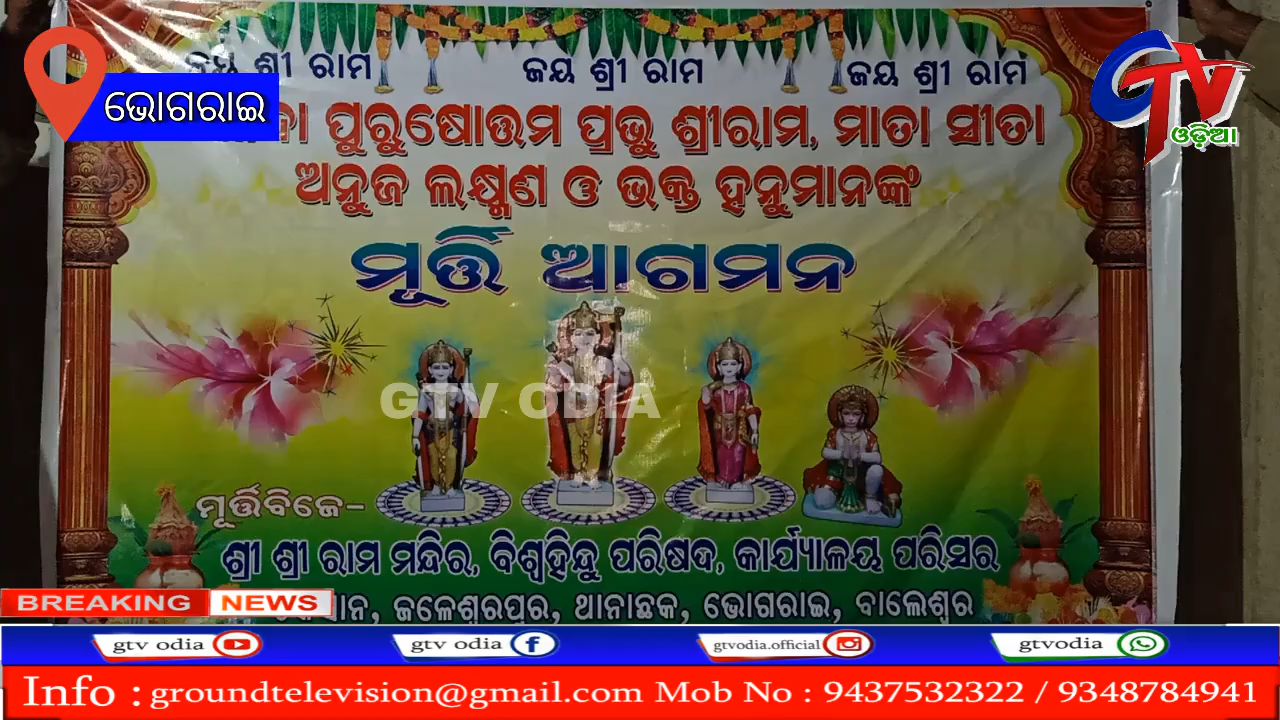 ଜୟ ଶ୍ରୀ ରାମ ଜୟ ଶ୍ରୀ ରାମ ଜୟ ଶ୍ରୀ ରାମ
GTV
ଓଡ଼ିଆ
ଭୋଗରାଇ
ପୁରୁଷୋତ୍ତମ ପ୍ରଭୁ ଶ୍ରୀରାମ, ମାତା ସୀତା
ଅନୁଜ ଲକ୍ଷ୍ମଣ ଓ ଭକ୍ତ ହନୁମାନଙ୍କ
ମୂର୍ତ୍ତି ଆଗମନ
GTV ODIA
ମୂର୍ତ୍ତିବିଜେ-
ଶ୍ରୀ ଶ୍ରୀ ରାମ ମନ୍ଦିର, ବିଶ୍ୱହିନ୍ଦୁ ପରିଷଦ, କାର୍ଯ୍ୟାଳୟ ପରିସର
ଜଳେଶ୍ୱରପୁର, ଥାନାଛକ, ଭୋଗରାଇ, ବାଲେଶ୍ୱର
BREAKING NEWS
gtv odia gtv odia gtvodia.official gtvodia
Info : groundtelevision@gmail.com Mob No : 9437532322 / 9348784941